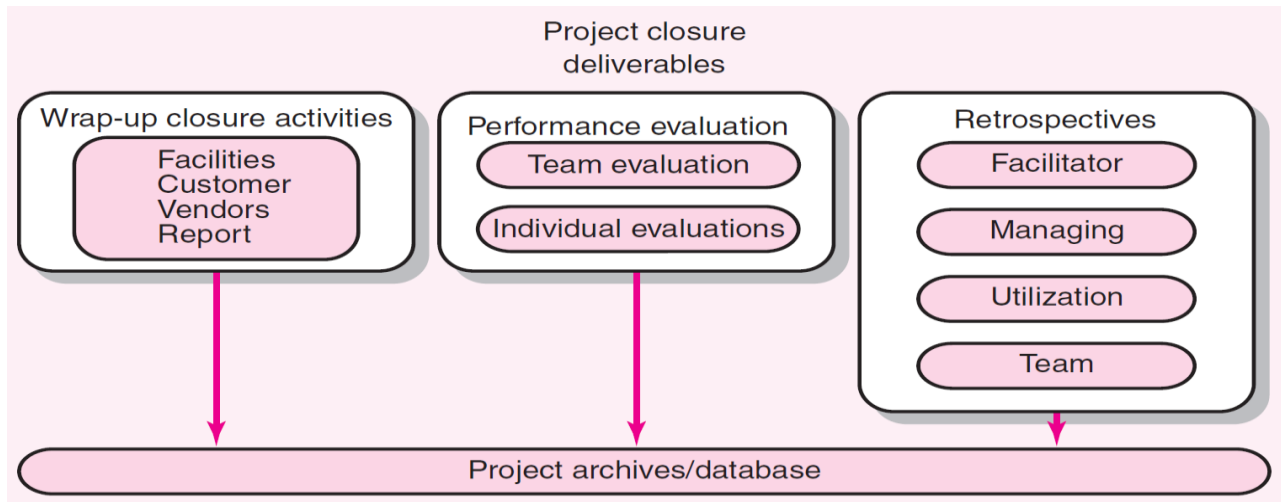 Project closure
deliverables
Wrap-up closure activities
Facilities
Customer
Vendors
Report
Performance evaluation
Team evaluation
Individual evaluations
Retrospectives
Facilitator
Managing
Utilization
Team
Project archives/database